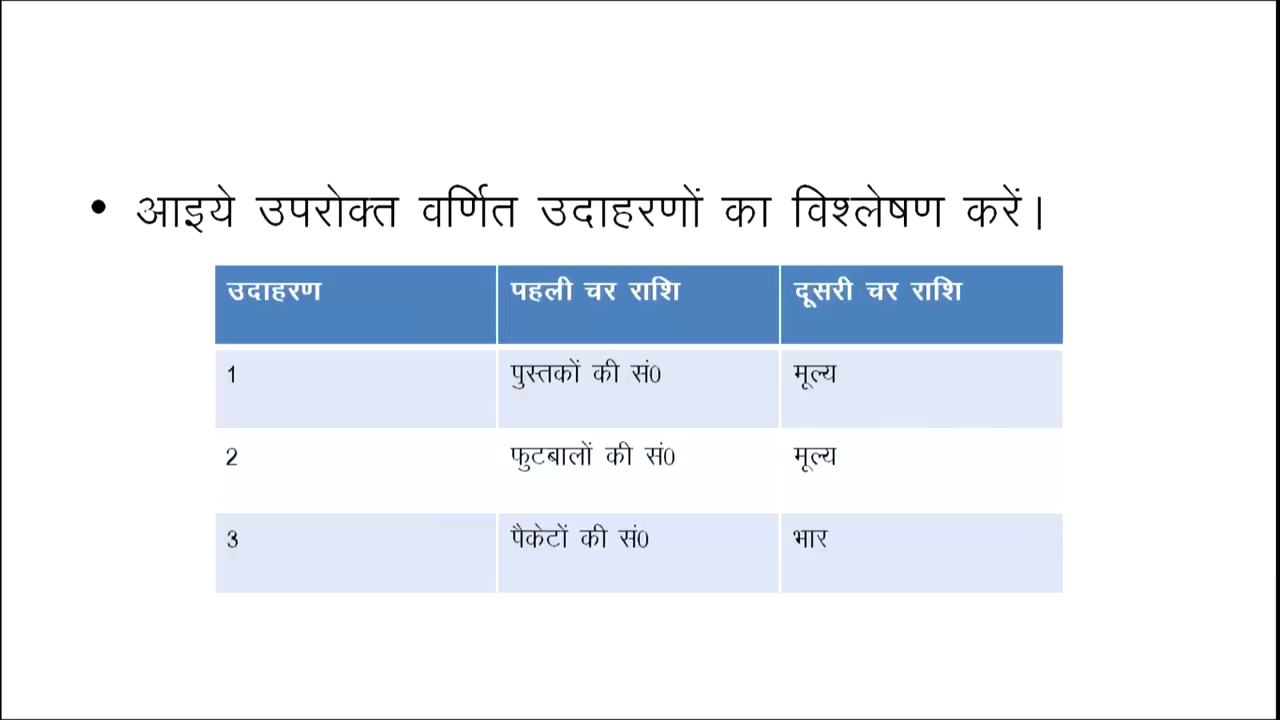 • आइये उपरोक्त वर्णित उदाहरणों का विश्लेषण करें।
उदाहरण पहली चर राशि दूसरी चर राशि
1 पुस्तकों की सं0 मूल्य
2 फुटबालों की सं0 मूल्य
3 पैकेटों की सं0 भार